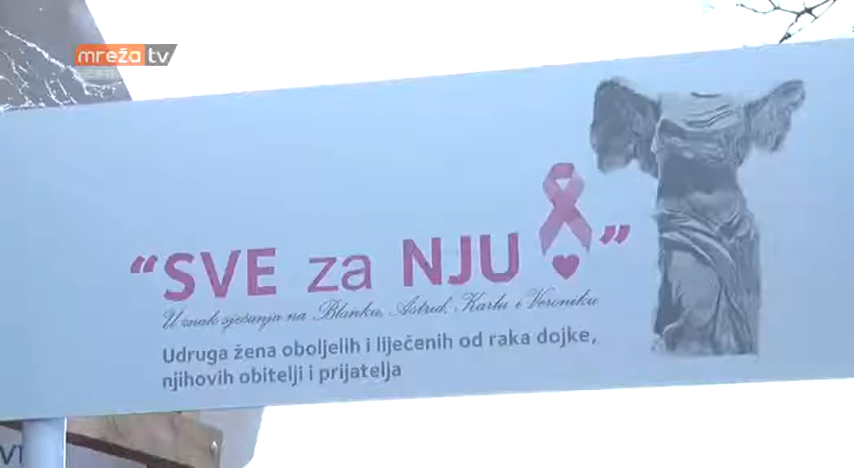 mreža tv
“SVE za NJU”
U znak sjećanja na Blanku, Astrid, Karlu i Veroniku
Udruga žena oboljelih i liječenih od raka dojke,
njihovih obitelji i prijatelja